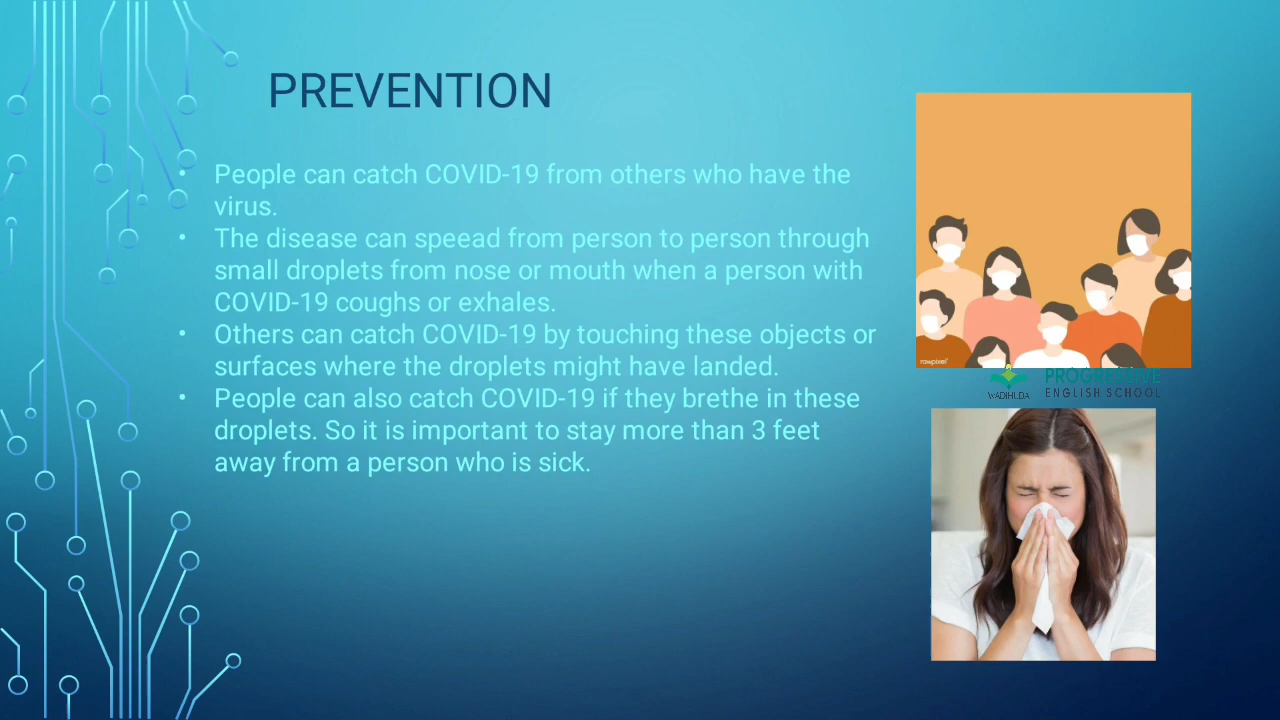 PREVENTION
• People can catch COVID-19 from others who have the
virus.
• The disease can speead from person to person through
small droplets from nose or mouth when a person with
COVID-19 coughs or exhales.
• Others can catch COVID-19 by touching these objects or
surfaces where the droplets might have landed.
• People can also catch COVID-19 if they brethe in these
droplets. So it is important to stay more than 3 feet
away from a person who is sick.
rawpixel
PROGRESSIVE
WADIHUDA ENGLISH SCHOOL